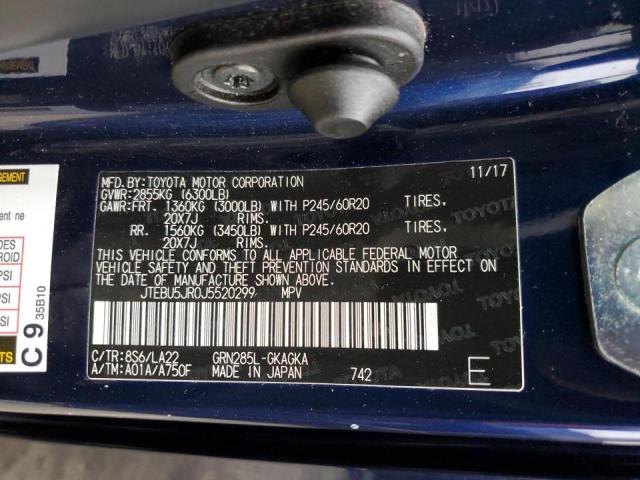 MFD. BY:TOYOTA MOTOR CORPORATION 11/17
GVWR:2855KG (6300LB)
GAWR:FRT. 1360KG (3000LB) WITH P245/60R20 TIRES.
20X7J RIMS.
RR. 1560KG (3450LB) WITH P245/60R20 TIRES.
20X7J RIMS.
THIS VEHICLE CONFORMS TO ALL APPLICABLE FEDERAL MOTOR
VEHICLE SAFETY AND THEFT PREVENTION STANDARDS IN EFFECT
ON THE DATE OF MANUFACTURE SHOWN ABOVE.
JTEBU5JR0J5520299 MPV
C/TR:8S6/LA22 GRN285L-GKAGKA
A/TM:A01A/A750F MADE IN JAPAN 742 E
C 9 35B10